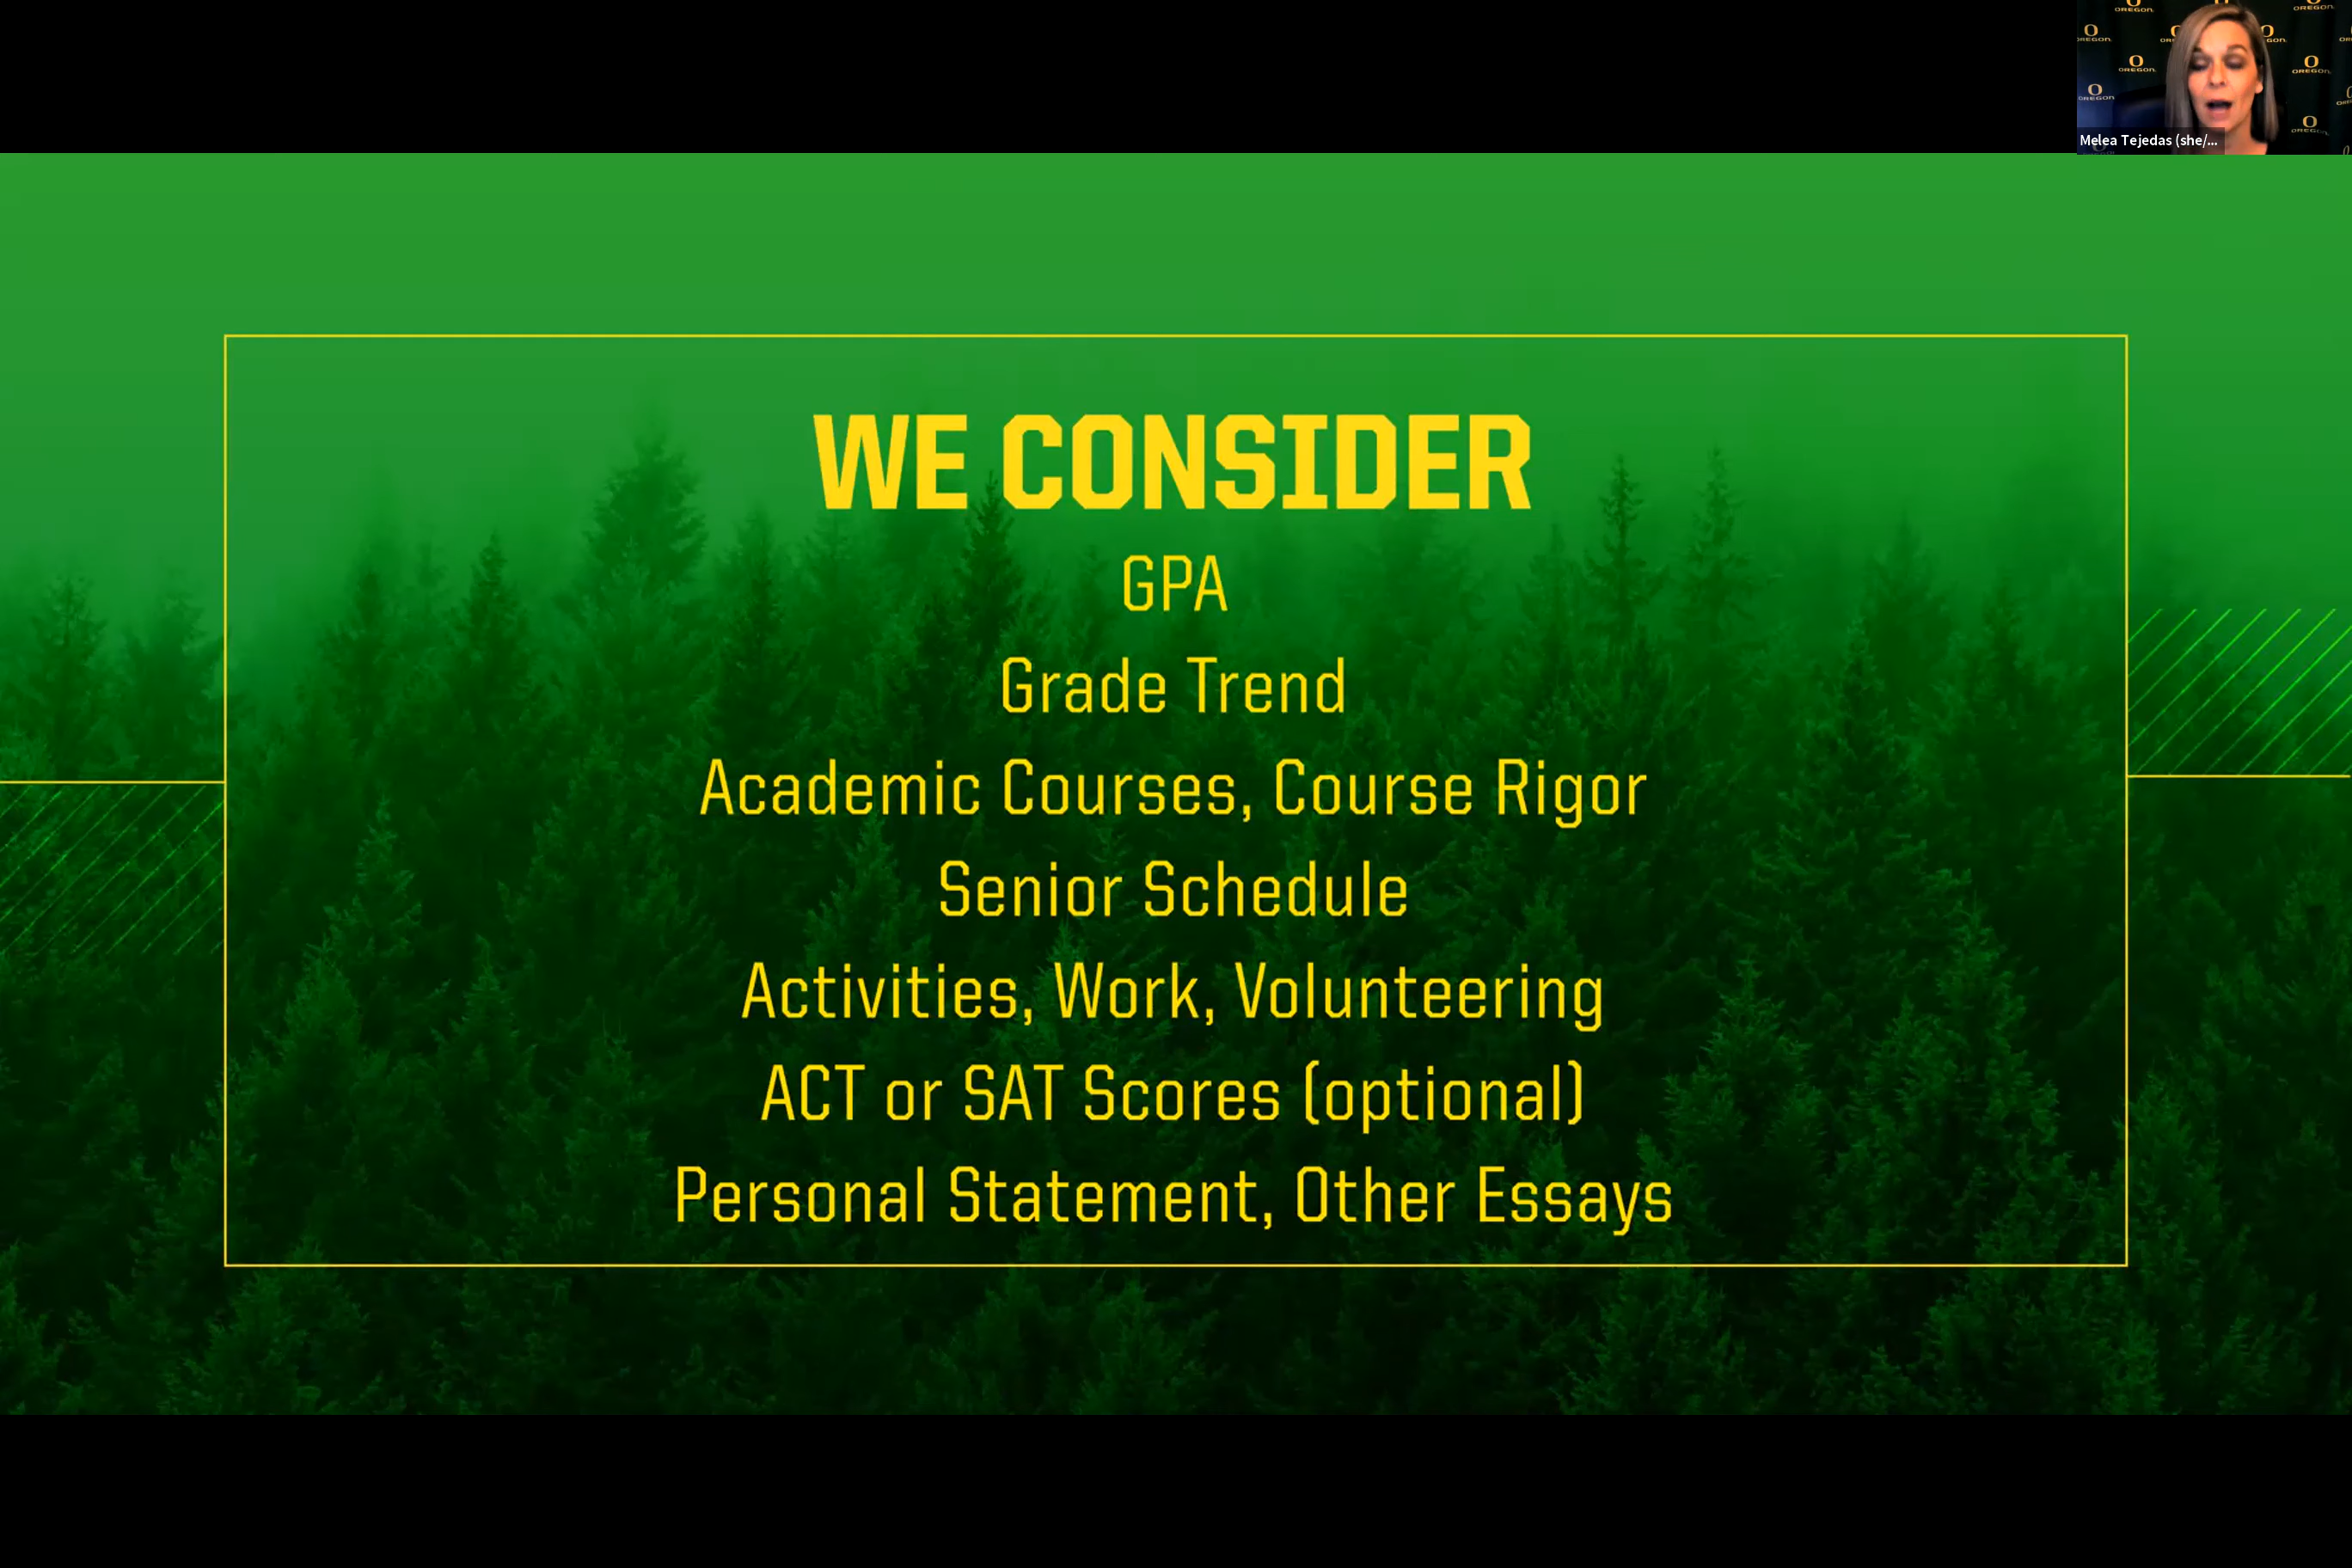 OREGON
Melea Tejedas (she/...
WE CONSIDER
GPA
Grade Trend
Academic Courses, Course Rigor
Senior Schedule
Activities, Work, Volunteering
ACT or SAT Scores (optional)
Personal Statement, Other Essays